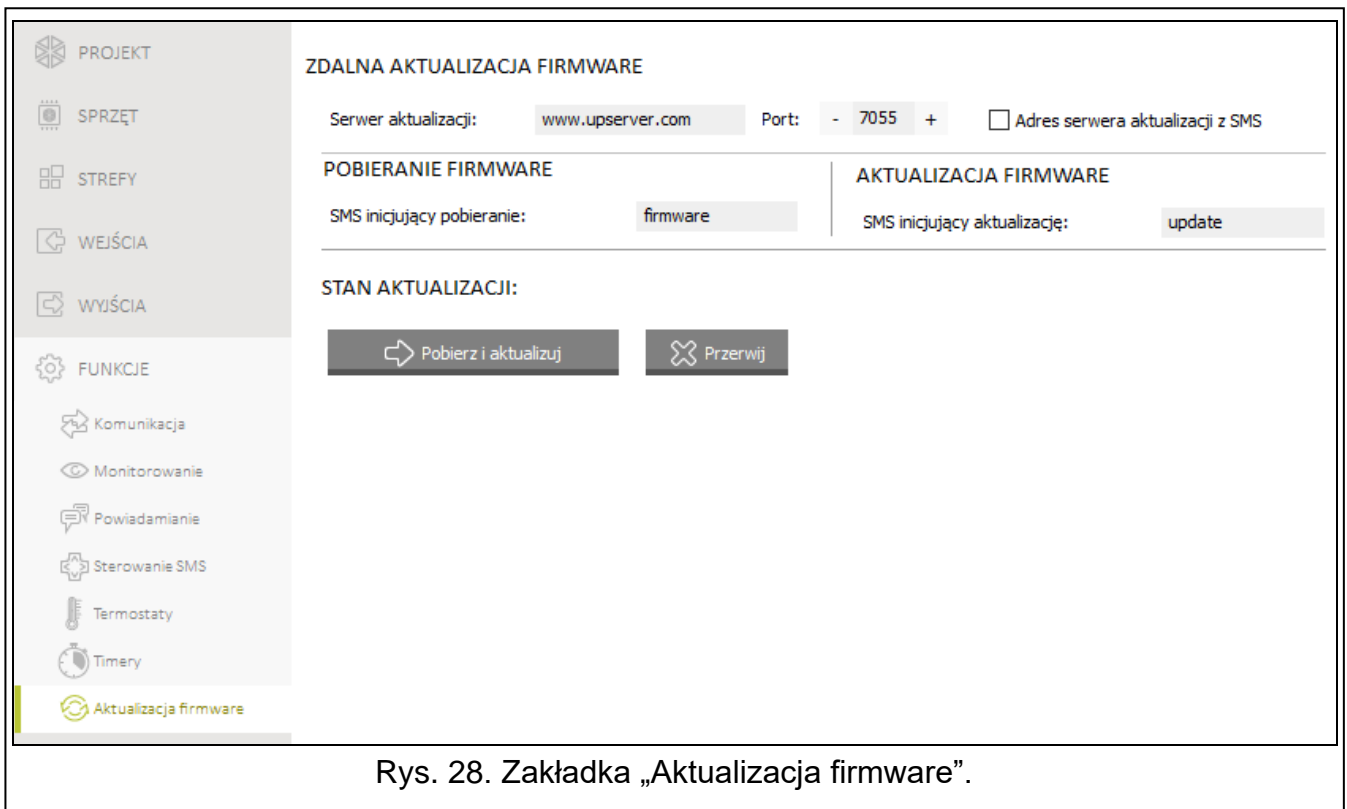 PROJEKT
SPRZĘT
STREFY
WEJŚCIA
WYJŚCIA
FUNKCJE
Komunikacja
Monitorowanie
Powiadamianie
Sterowanie SMS
Termostaty
Timery
Aktualizacja firmware
ZDALNA AKTUALIZACJA FIRMWARE
Serwer aktualizacji: www.upserver.com Port: - 7055 + Adres serwera aktualizacji z SMS
POBIERANIE FIRMWARE
SMS inicjujący pobieranie: firmware
AKTUALIZACJA FIRMWARE
SMS inicjujący aktualizację: update
STAN AKTUALIZACJI:
Pobierz i aktualizuj Przerwij
Rys. 28. Zakładka „Aktualizacja firmware”.